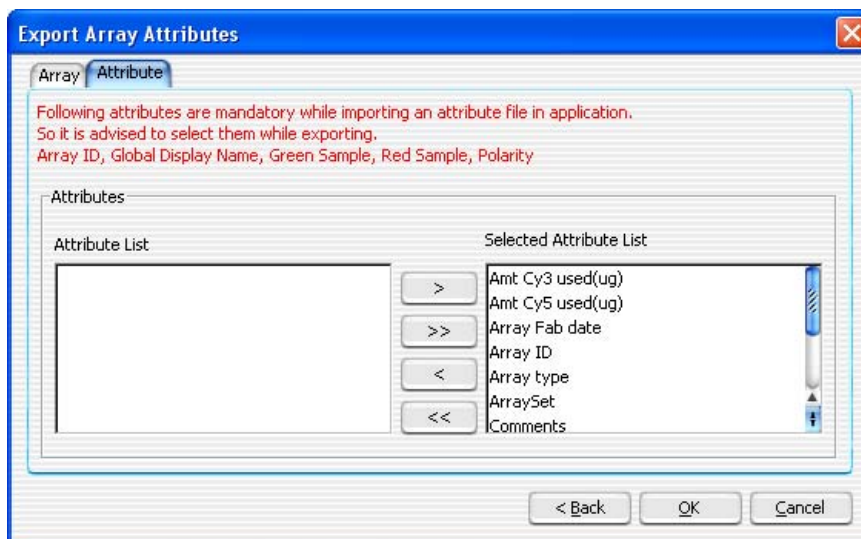 Export Array Attributes
Array Attribute
Following attributes are mandatory while importing an attribute file in application.
So it is advised to select them while exporting.
Array ID, Global Display Name, Green Sample, Red Sample, Polarity
Attributes
Attribute List
Selected Attribute List
>
>>
<
<<
Amt Cy3 used(ug)
Amt Cy5 used(ug)
Array Fab date
Array ID
Array type
ArraySet
Comments
< Back OK Cancel